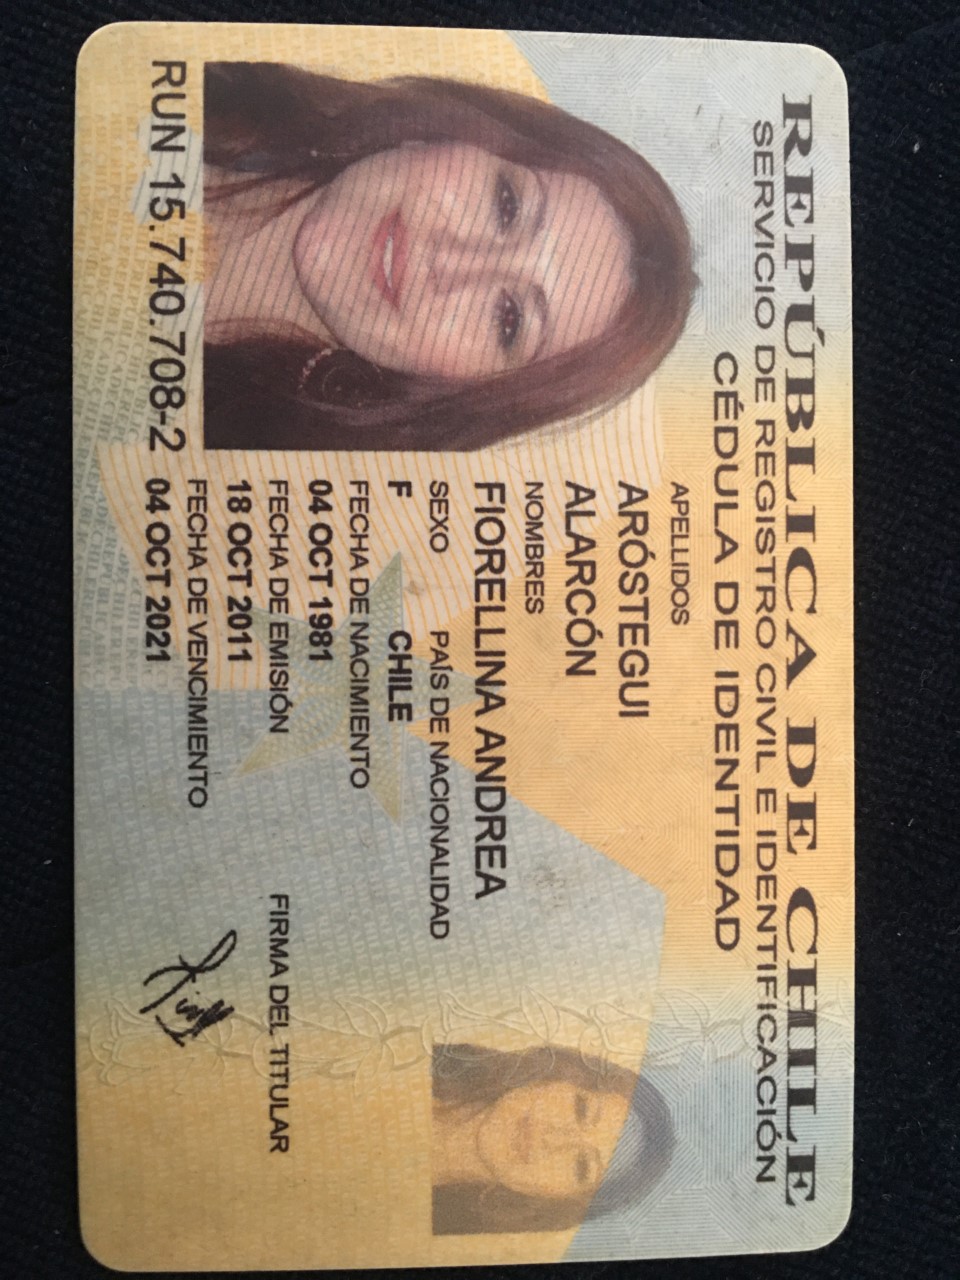 REPÚBLICA DE CHILE
SERVICIO DE REGISTRO CIVIL E IDENTIFICACIÓN
CÉDULA DE IDENTIDAD
APELLIDOS
ARÓSTEGUI
ALARCÓN
NOMBRES
FIORELLINA ANDREA
SEXO PAÍS DE NACIONALIDAD
F CHILE
FECHA DE NACIMIENTO
04 OCT 1981
FECHA DE EMISIÓN
18 OCT 2011
FECHA DE VENCIMIENTO
04 OCT 2021
FIRMA DEL TITULAR
RUN 15.740.708-2